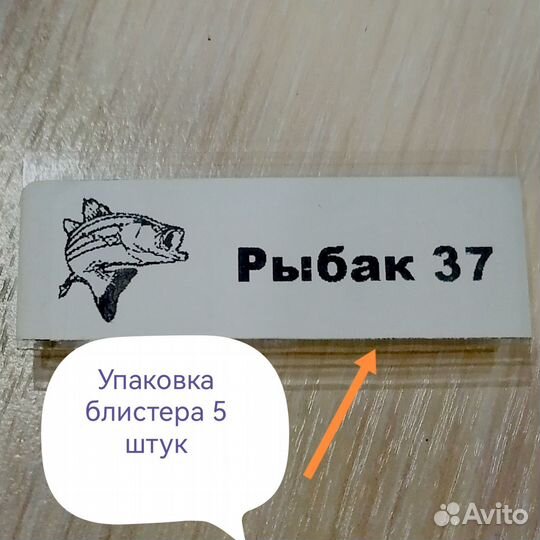 Рыбак 37
Упаковка
блистера 5
штук
Avito